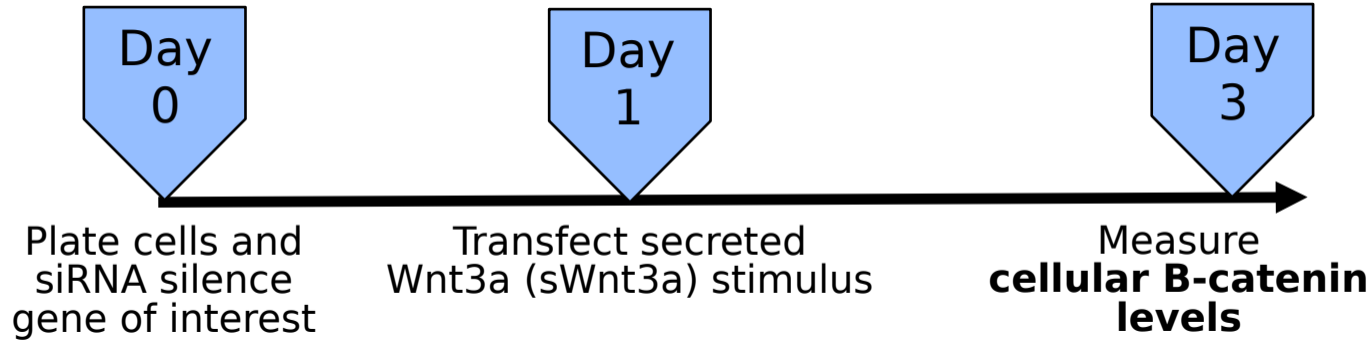 Day
0
Day
1
Day
3
Plate cells and
siRNA silence
gene of interest
Transfect secreted
Wnt3a (sWnt3a) stimulus
Measure
cellular B-catenin
levels